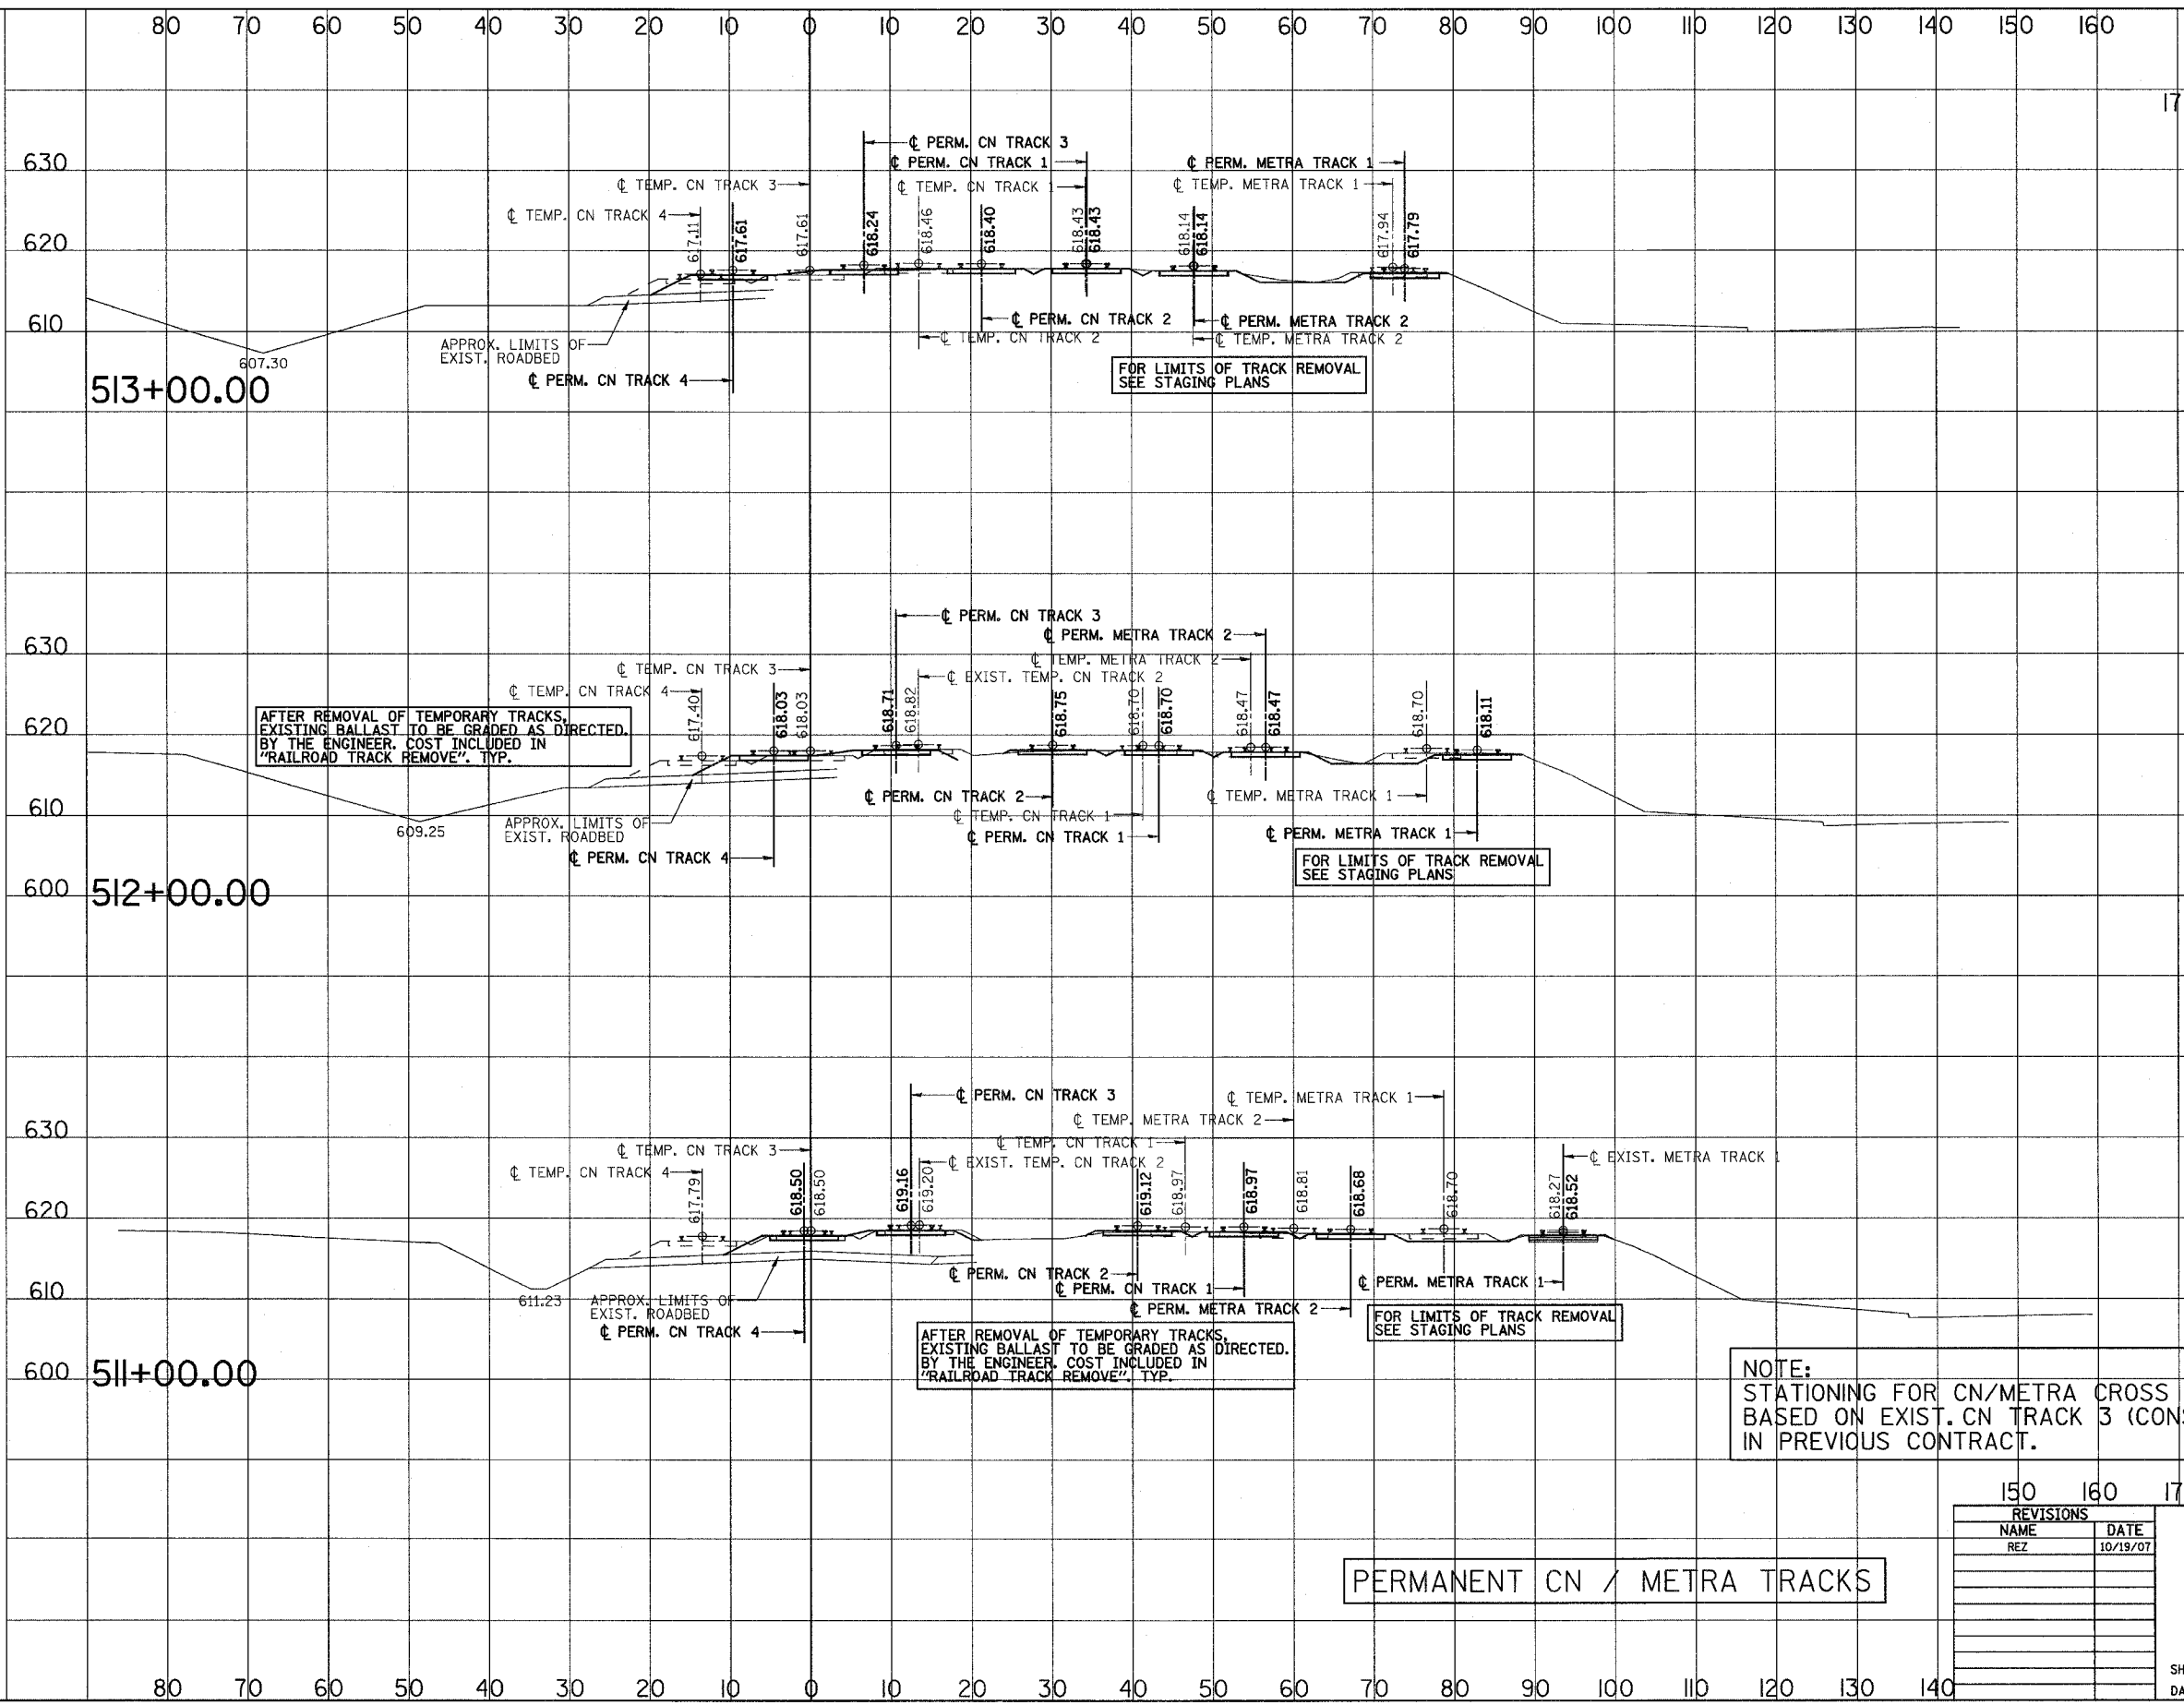 80 70 60 50 40 30 20 10 0 10 20 30 40 50 60 70 80 90 100 110 120 130 140 150 160
17
℄ PERM. CN TRACK 3
630
℄ PERM. CN TRACK 1
℄ PERM. METRA TRACK 1
℄ TEMP. CN TRACK 3
℄ TEMP. CN TRACK 1
℄ TEMP. METRA TRACK 1
℄ TEMP. CN TRACK 4
620
617.11 617.61 617.61 618.24 618.46 618.40 618.43 618.43 618.14 618.14 617.94 617.79
610
℄ PERM. CN TRACK 2
℄ PERM. METRA TRACK 2
℄ TEMP. CN TRACK 2
℄ TEMP. METRA TRACK 2
APPROX. LIMITS OF
EXIST. ROADBED
607.30
℄ PERM. CN TRACK 4
FOR LIMITS OF TRACK REMOVAL
SEE STAGING PLANS
513+00.00
℄ PERM. CN TRACK 3
℄ PERM. METRA TRACK 2
630
℄ TEMP. METRA TRACK 2
℄ TEMP. CN TRACK 3
℄ EXIST. TEMP. CN TRACK 2
℄ TEMP. CN TRACK 4
AFTER REMOVAL OF TEMPORARY TRACKS,
EXISTING BALLAST TO BE GRADED AS DIRECTED.
BY THE ENGINEER. COST INCLUDED IN
"RAILROAD TRACK REMOVE". TYP.
620
617.40 618.03 618.03 618.71 618.82 618.75 618.70 618.70 618.47 618.47 618.70 618.11
℄ PERM. CN TRACK 2
℄ TEMP. METRA TRACK 1
610
℄ TEMP. CN TRACK 1
APPROX. LIMITS OF
EXIST. ROADBED
609.25
℄ PERM. CN TRACK 1
℄ PERM. METRA TRACK 1
℄ PERM. CN TRACK 4
FOR LIMITS OF TRACK REMOVAL
SEE STAGING PLANS
600
512+00.00
℄ PERM. CN TRACK 3
℄ TEMP. METRA TRACK 1
℄ TEMP. METRA TRACK 2
630
℄ TEMP. CN TRACK 1
℄ TEMP. CN TRACK 3
℄ EXIST. TEMP. CN TRACK 2
℄ EXIST. METRA TRACK 1
℄ TEMP. CN TRACK 4
620
617.79 618.50 618.50 619.16 619.20 619.12 618.97 618.97 618.81 618.68 618.70 618.27 618.52
℄ PERM. CN TRACK 2
℄ PERM. METRA TRACK 1
℄ PERM. CN TRACK 1
610
611.23
APPROX. LIMITS OF
EXIST. ROADBED
℄ PERM. METRA TRACK 2
℄ PERM. CN TRACK 4
FOR LIMITS OF TRACK REMOVAL
SEE STAGING PLANS
AFTER REMOVAL OF TEMPORARY TRACKS,
EXISTING BALLAST TO BE GRADED AS DIRECTED.
BY THE ENGINEER. COST INCLUDED IN
"RAILROAD TRACK REMOVE". TYP.
600
511+00.00
NOTE:
STATIONING FOR CN/METRA CROSS
BASED ON EXIST. CN TRACK 3 (CON
IN PREVIOUS CONTRACT.
150 160 17
REVISIONS
NAME DATE
REZ 10/19/07
PERMANENT CN / METRA TRACKS
SH
DA
80 70 60 50 40 30 20 10 0 10 20 30 40 50 60 70 80 90 100 110 120 130 140